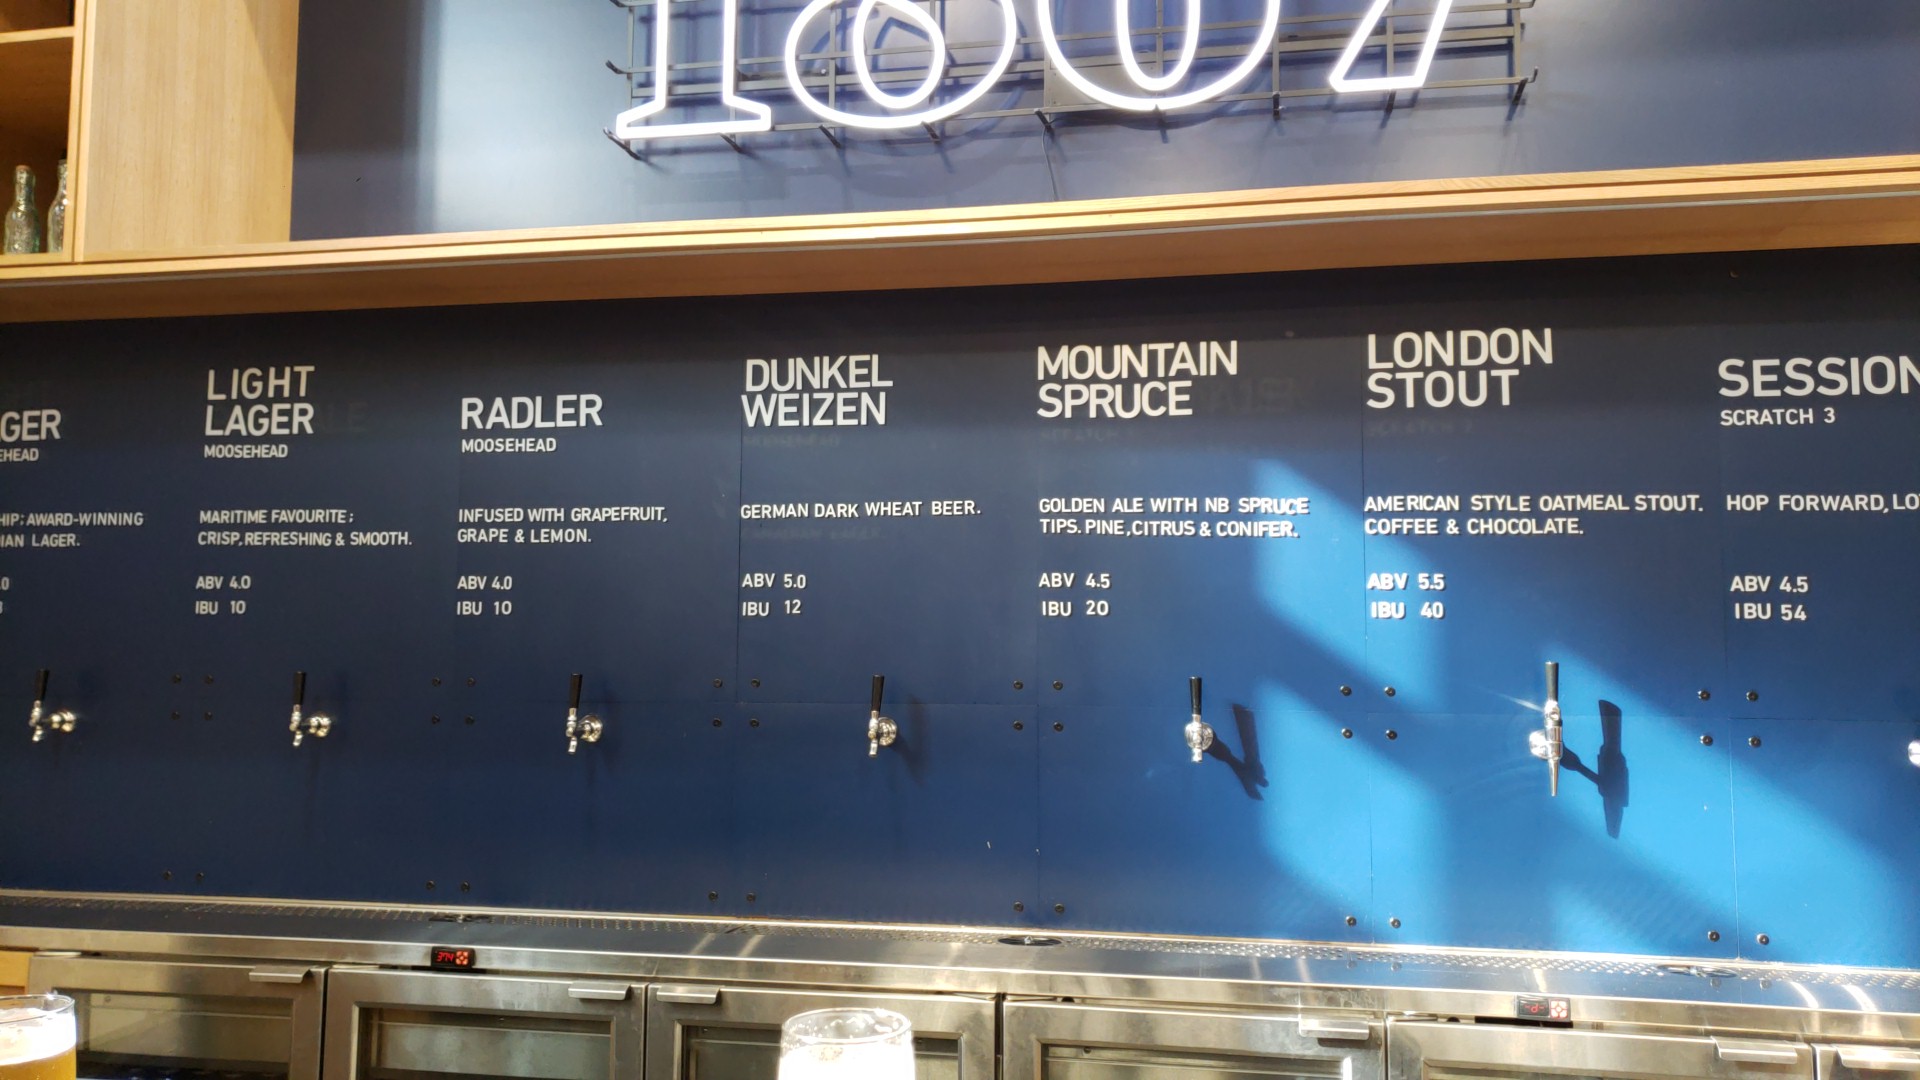 1867
LIGHT
LAGER
MOOSEHEAD
MARITIME FAVOURITE;
CRISP, REFRESHING & SMOOTH.
ABV 4.0
IBU 10
RADLER
MOOSEHEAD
INFUSED WITH GRAPEFRUIT,
GRAPE & LEMON.
ABV 4.0
IBU 10
DUNKEL
WEIZEN
GERMAN DARK WHEAT BEER.
ABV 5.0
IBU 12
MOUNTAIN
SPRUCE
GOLDEN ALE WITH NB SPRUCE
TIPS. PINE, CITRUS & CONIFER.
ABV 4.5
IBU 20
LONDON
STOUT
AMERICAN STYLE OATMEAL STOUT.
COFFEE & CHOCOLATE.
ABV 5.5
IBU 40
SESSION
SCRATCH 3
HOP FORWARD,
ABV 4.5
IBU 54
AWARD-WINNING
LAGER.